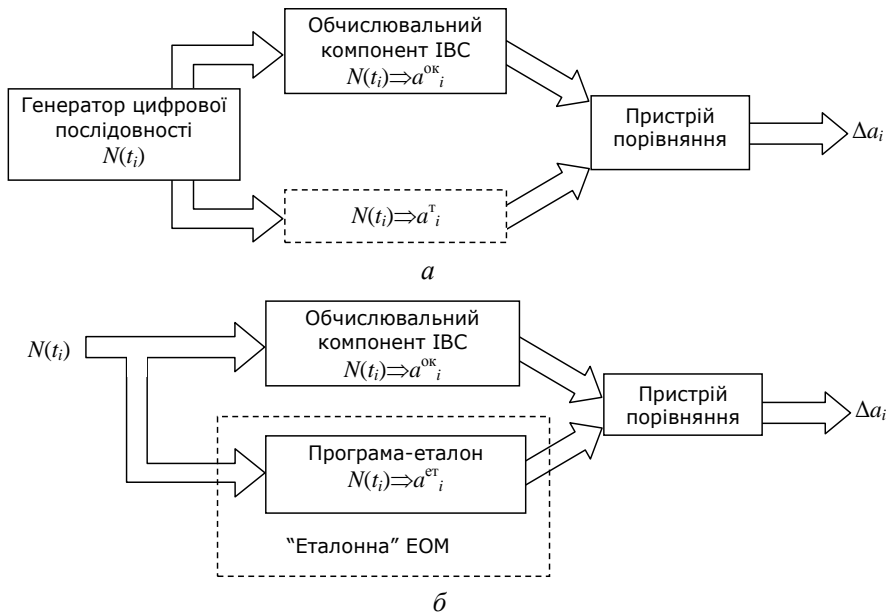 Обчислювальний
компонент ІВС
N(tᵢ)⇒aᵒᵏᵢ
Генератор цифрової
послідовності
N(tᵢ)
Пристрій
порівняння
Δaᵢ
N(tᵢ)⇒aᵀᵢ
а
Обчислювальний
компонент ІВС
N(tᵢ)⇒aᵒᵏᵢ
N(tᵢ)
Пристрій
порівняння
Δaᵢ
Програма-еталон
N(tᵢ)⇒aᵉᵀᵢ
“Еталонна” ЕОМ
б